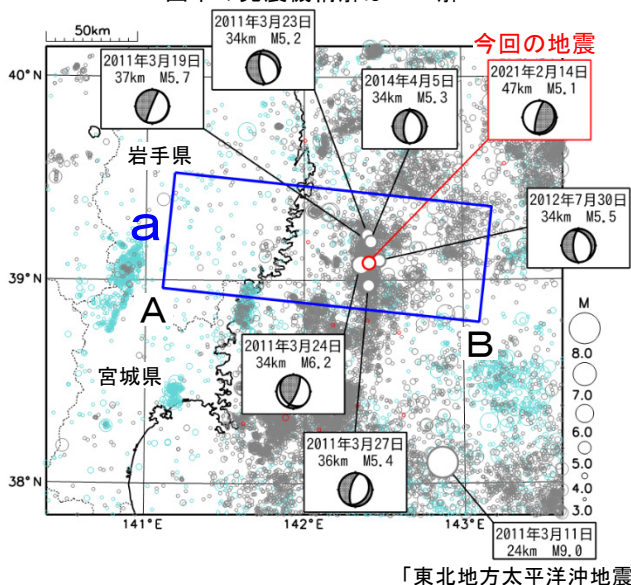 50km
2011年3月23日
34km M5.2
今回の地震
2011年3月19日
37km M5.7
2014年4月5日
34km M5.3
2021年2月14日
47km M5.1
40°N
岩手県
2012年7月30日
34km M5.5
a
39°N
A
B
M
8.0
7.0
6.0
5.0
4.0
3.0
宮城県
2011年3月24日
34km M6.2
2011年3月27日
36km M5.4
38°N
141°E
142°E
143°E
2011年3月11日
24km M9.0
「東北地方太平洋沖地震